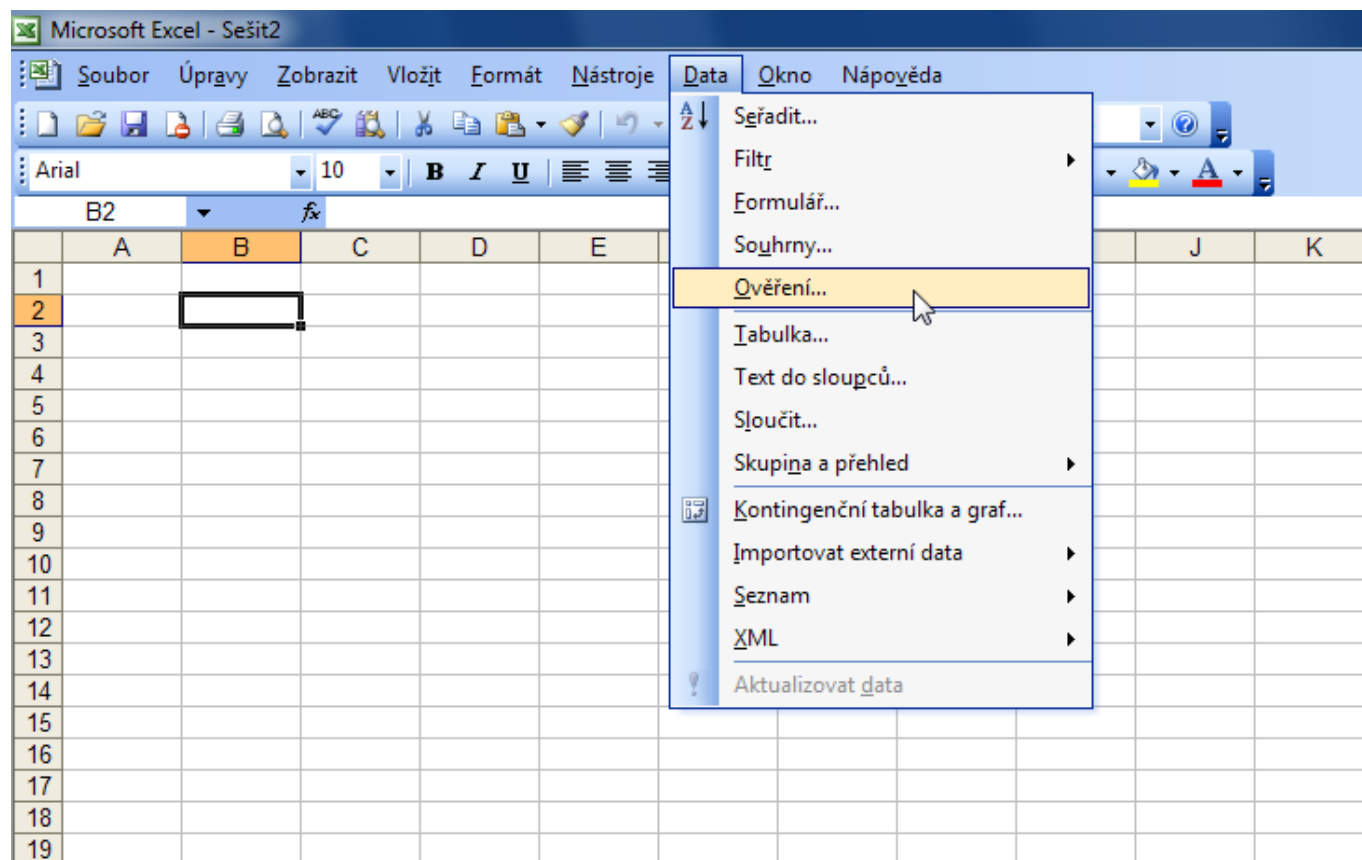 Microsoft Excel - Sešit2
Soubor Úpravy Zobrazit Vložit Formát Nástroje Data Okno Nápověda
ABC
Arial 10 B I U A
B2 fx
A B C D E J K
1
2
3
4
5
6
7
8
9
10
11
12
13
14
15
16
17
18
19
A Z Seřadit...
Filtr
Formulář...
Souhrny...
Ověření...
Tabulka...
Text do sloupců...
Sloučit...
Skupina a přehled
Kontingenční tabulka a graf...
Importovat externí data
Seznam
XML
Aktualizovat data